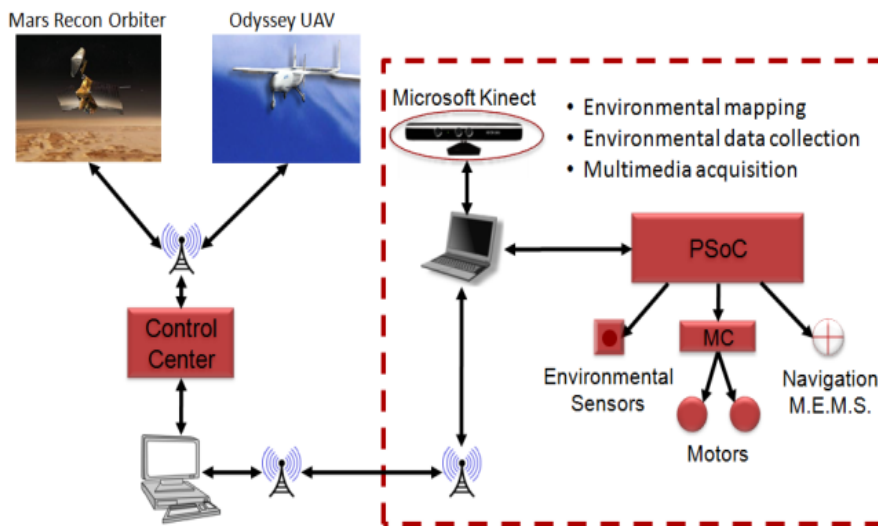 Mars Recon Orbiter
Odyssey UAV
Microsoft Kinect
• Environmental mapping
• Environmental data collection
• Multimedia acquisition
PSoC
Control
Center
MC
Environmental
Sensors
Navigation
M.E.M.S.
Motors